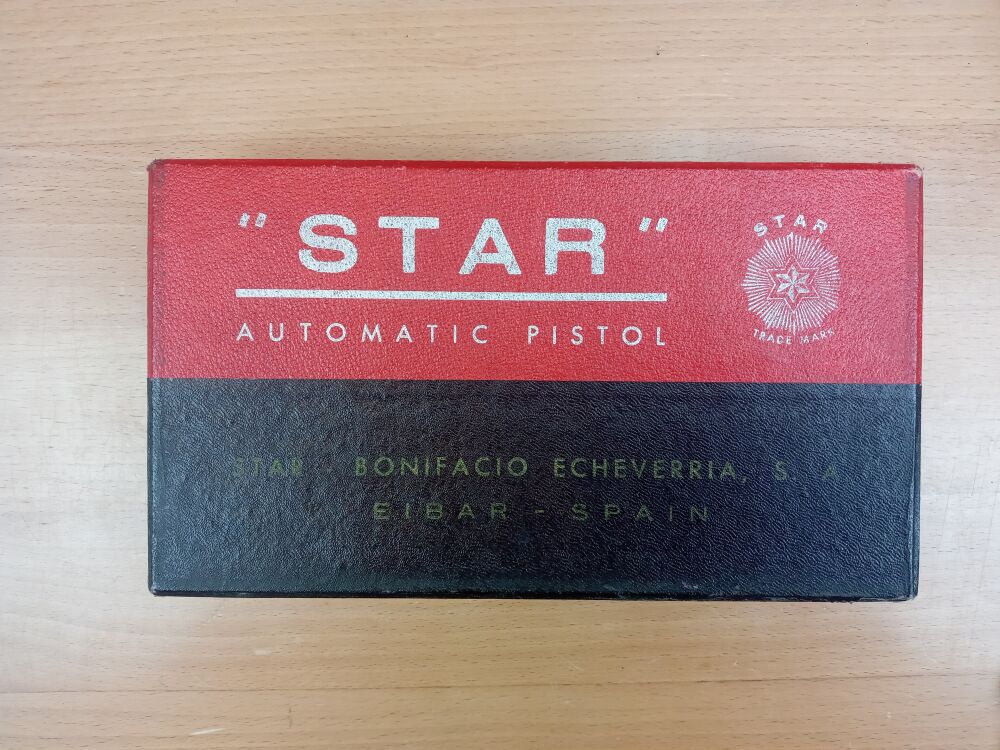 "STAR"
AUTOMATIC PISTOL
STAR
TRADE MARK
STAR - BONIFACIO ECHEVERRIA, S. A.
EIBAR - SPAIN